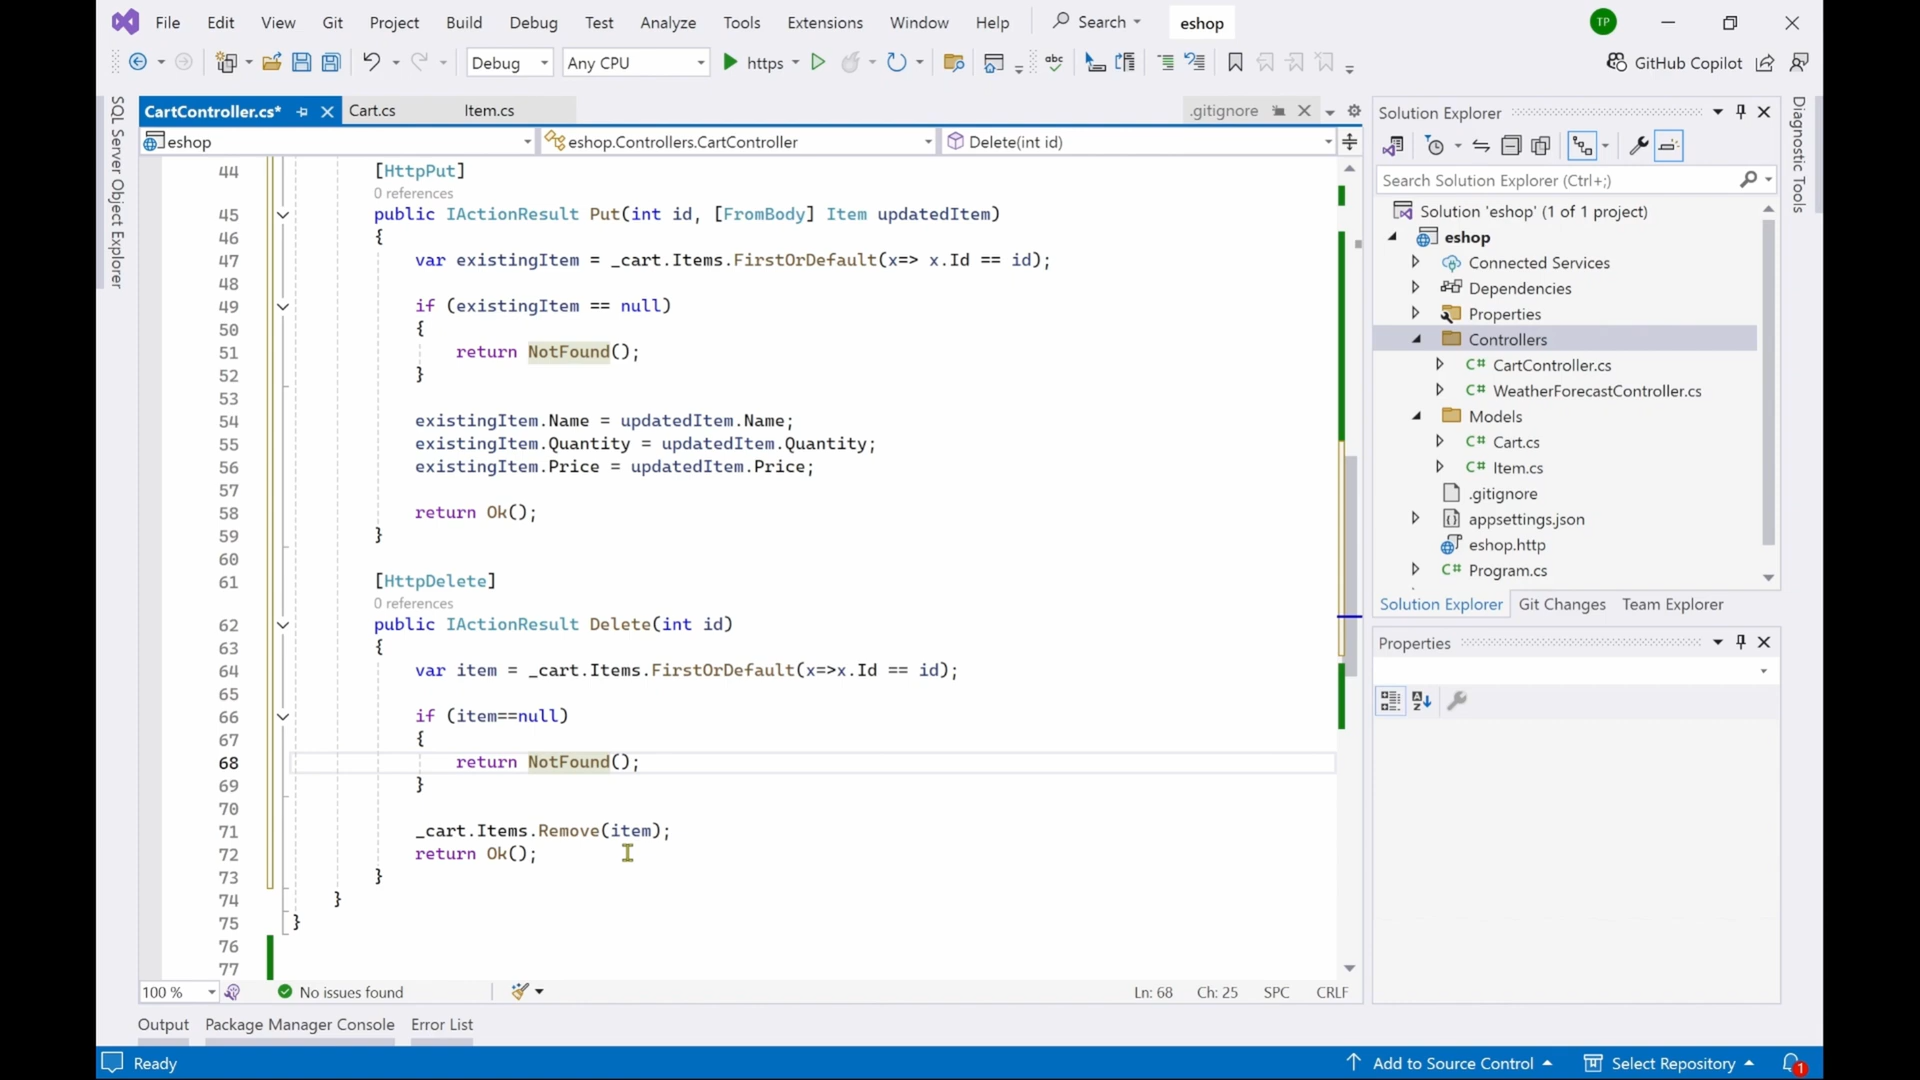 File Edit View Git Project Build Debug Test Analyze Tools Extensions Window Help Search eshop TP
Debug Any CPU https abc GitHub Copilot
SQL Server Object Explorer
CartController.cs* Cart.cs Item.cs .gitignore
eshop eshop.Controllers.CartController Delete(int id)
44 [HttpPut]
0 references
45 public IActionResult Put(int id, [FromBody] Item updatedItem)
46 {
47 var existingItem = _cart.Items.FirstOrDefault(x=> x.Id == id);
48
49 if (existingItem == null)
50 {
51 return NotFound();
52 }
53
54 existingItem.Name = updatedItem.Name;
55 existingItem.Quantity = updatedItem.Quantity;
56 existingItem.Price = updatedItem.Price;
57
58 return Ok();
59 }
60
61 [HttpDelete]
0 references
62 public IActionResult Delete(int id)
63 {
64 var item = _cart.Items.FirstOrDefault(x=>x.Id == id);
65
66 if (item==null)
67 {
68 return NotFound();
69 }
70
71 _cart.Items.Remove(item);
72 return Ok();
73 }
74 }
75 }
76
77
100 % No issues found Ln: 68 Ch: 25 SPC CRLF
Output Package Manager Console Error List
Solution Explorer
Search Solution Explorer (Ctrl+;)
Solution 'eshop' (1 of 1 project)
eshop
Connected Services
Dependencies
Properties
Controllers
C# CartController.cs
C# WeatherForecastController.cs
Models
C# Cart.cs
C# Item.cs
.gitignore
appsettings.json
eshop.http
C# Program.cs
Solution Explorer Git Changes Team Explorer
Properties
Diagnostic Tools
Ready Add to Source Control Select Repository 1